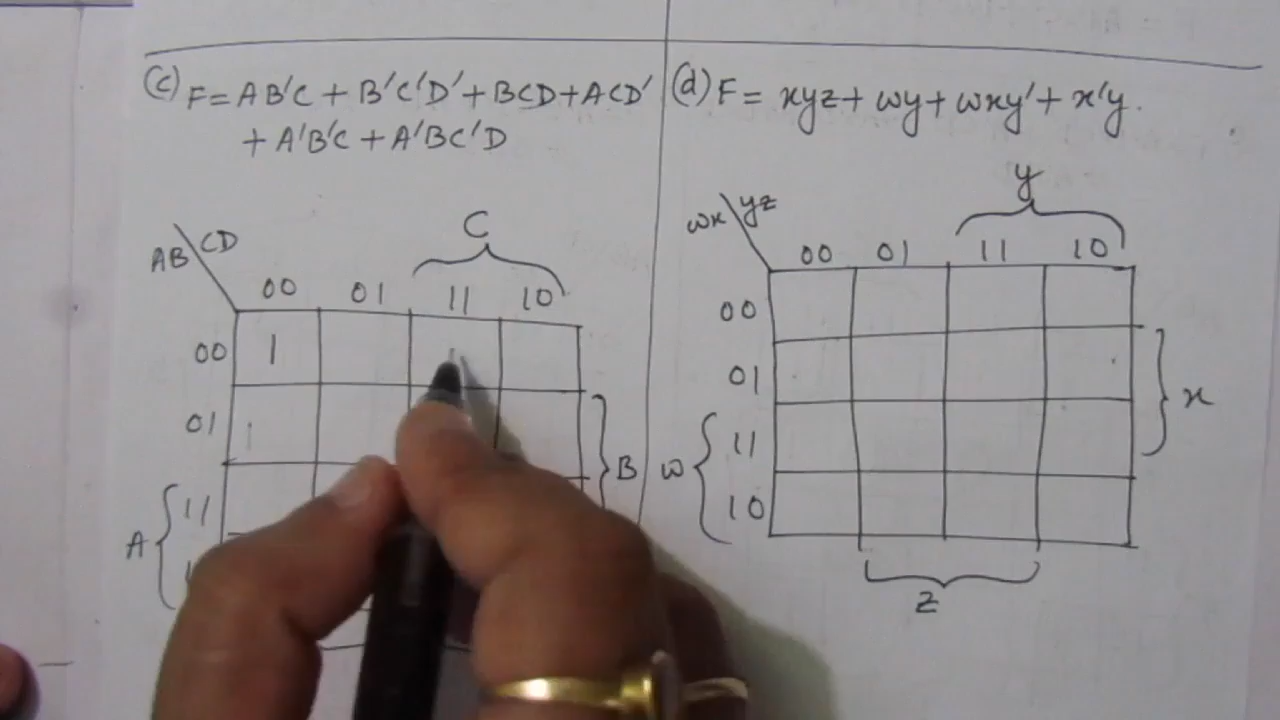 (c) F = AB'C + B'C'D' + BCD + ACD'
+ A'B'C + A'BC'D
C
AB\CD
00 01 11 10
00 1
01 1
B
A
11
(d) F = xyz + wy + wxy' + x'y.
y
wx\yz
00 01 11 10
00
01
x
w
11
10
z